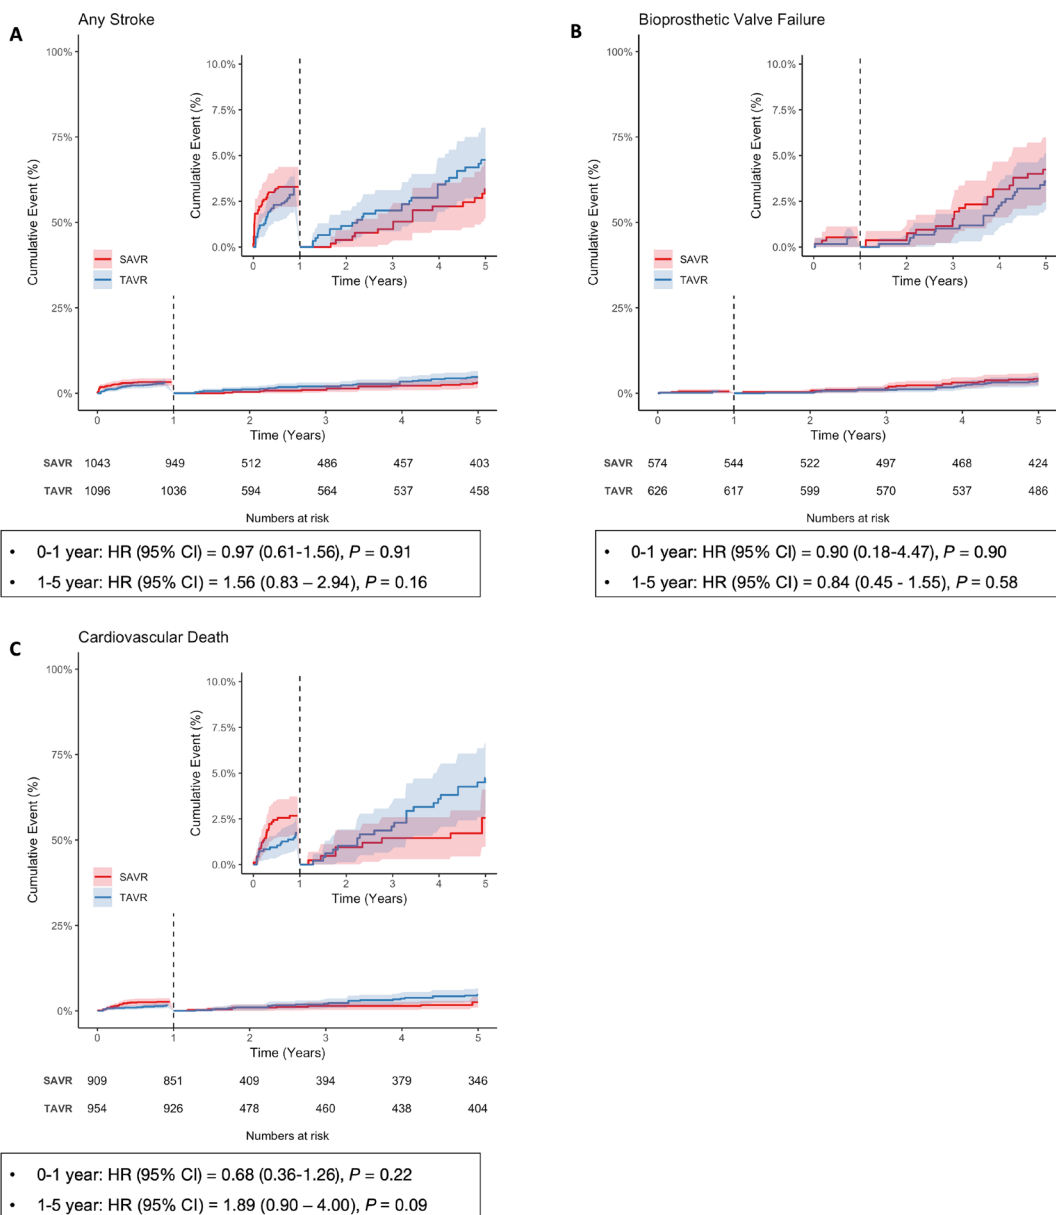 A
Any Stroke
100%
75%
50%
25%
0%
Cumulative Event (%)
10.0%
7.5%
5.0%
2.5%
0.0%
Cumulative Event (%)
0 1 2 3 4 5
Time (Years)
SAVR
TAVR
0 1 2 3 4 5
Time (Years)
SAVR 1043 949 512 486 457 403
TAVR 1096 1036 594 564 537 458
Numbers at risk
• 0-1 year: HR (95% CI) = 0.97 (0.61-1.56), P = 0.91
• 1-5 year: HR (95% CI) = 1.56 (0.83 – 2.94), P = 0.16
B
Bioprosthetic Valve Failure
100%
75%
50%
25%
0%
Cumulative Event (%)
10.0%
7.5%
5.0%
2.5%
0.0%
Cumulative Event (%)
0 1 2 3 4 5
Time (Years)
SAVR
TAVR
0 1 2 3 4 5
Time (Years)
SAVR 574 544 522 497 468 424
TAVR 626 617 599 570 537 486
Numbers at risk
• 0-1 year: HR (95% CI) = 0.90 (0.18-4.47), P = 0.90
• 1-5 year: HR (95% CI) = 0.84 (0.45 - 1.55), P = 0.58
C
Cardiovascular Death
100%
75%
50%
25%
0%
Cumulative Event (%)
10.0%
7.5%
5.0%
2.5%
0.0%
Cumulative Event (%)
0 1 2 3 4 5
Time (Years)
SAVR
TAVR
0 1 2 3 4 5
Time (Years)
SAVR 909 851 409 394 379 346
TAVR 954 926 478 460 438 404
Numbers at risk
• 0-1 year: HR (95% CI) = 0.68 (0.36-1.26), P = 0.22
• 1-5 year: HR (95% CI) = 1.89 (0.90 – 4.00), P = 0.09